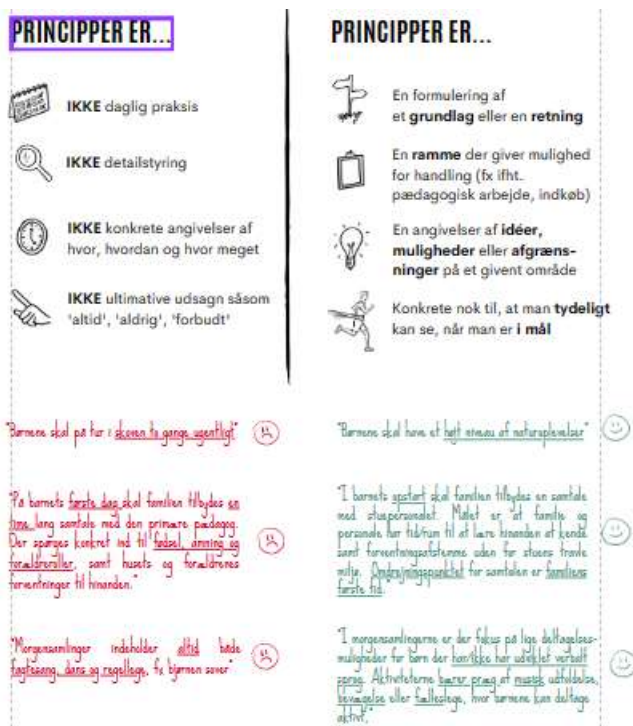 PRINCIPPER ER...
IKKE daglig praksis
IKKE detailstyring
IKKE konkrete angivelser af
hvor, hvordan og hvor meget
IKKE ultimative udsagn såsom
'altid', 'aldrig', 'forbudt'
PRINCIPPER ER...
En formulering af
et grundlag eller en retning
En ramme der giver mulighed
for handling (fx ifht.
pædagogisk arbejde, indkøb)
En angivelser af idéer,
muligheder eller afgræns-
ninger på et givent område
Konkrete nok til, at man tydeligt
kan se, når man er i mål
"Børnene skal på tur i skoven to gange ugentligt"
"På barnets første dag skal familien tilbydes en
time lang samtale med den primære pædagog.
Der spørges konkret ind til fødsel, amning og
forældreroller, samt husets og forældrenes
forventninger til hinanden."
"Morgensamlinger indeholder altid både
fagtesang, dans og regellege, fx bjørnen sover"
"Børnene skal have et højt niveau af naturoplevelser"
"I barnets opstart skal familien tilbydes en samtale
med stuepersonalet. Målet er at familie og
personale har tid/rum til at lære hinanden at kende
samt forventningsafstemme uden for stuens travle
miljø. Omdrejningspunktet for samtalen er familiens
første tid."
"I morgensamlingerne er der fokus på lige deltagelses-
muligheder for børn der har/ikke har udviklet verbalt
sprog. Aktiviteterne bærer præg af musisk udfoldelse,
bevægelse eller fælleslege, hvor børnene kan deltage
aktivt."